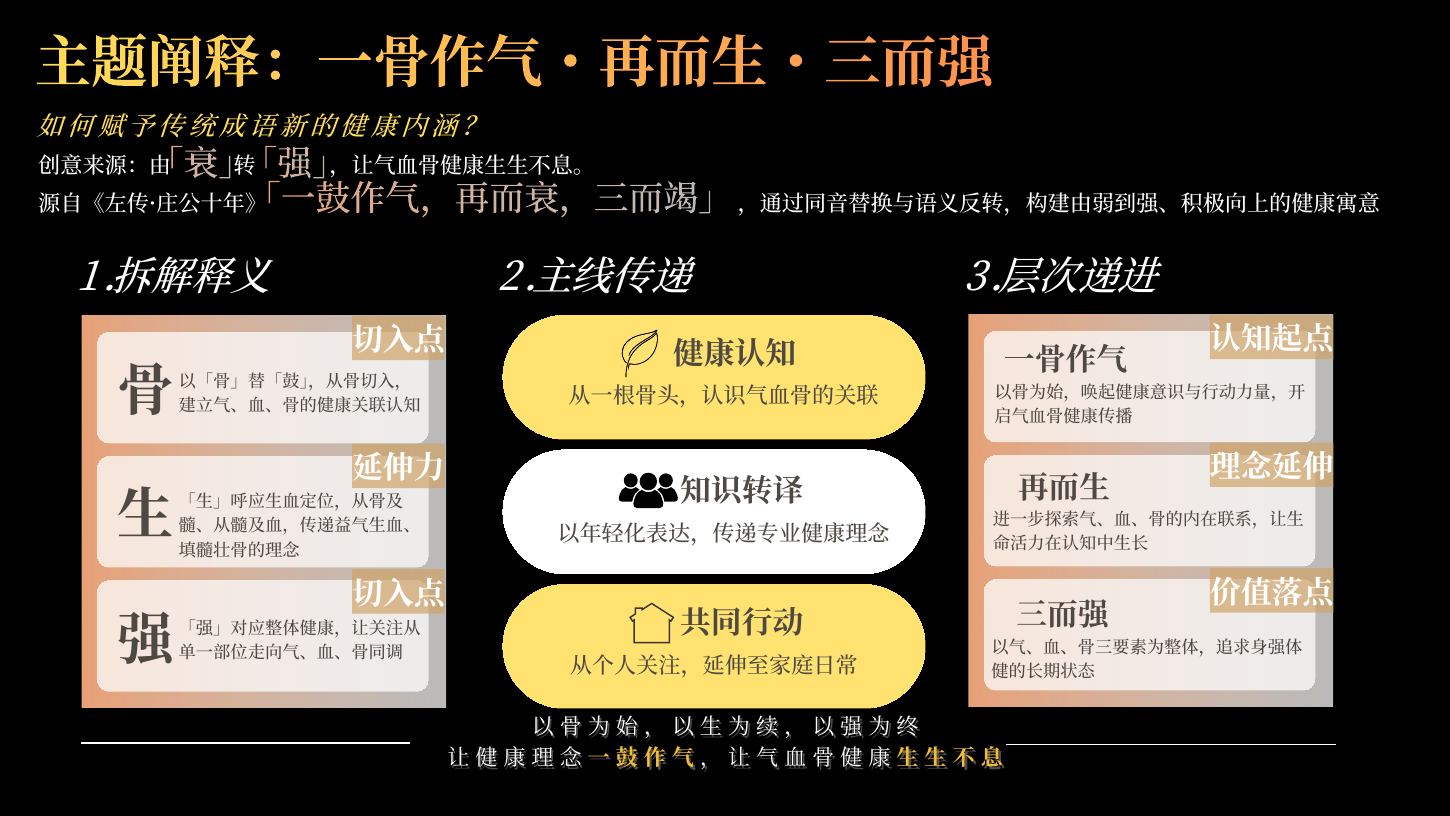 主题阐释：一骨作气·再而生·三而强
如何赋予传统成语新的健康内涵？
创意来源：由「衰」转「强」，让气血骨健康生生不息。
源自《左传·庄公十年》「一鼓作气，再而衰，三而竭」，通过同音替换与语义反转，构建由弱到强、积极向上的健康寓意
1.拆解释义
切入点
骨
以「骨」替「鼓」，从骨切入，
建立气、血、骨的健康关联认知
延伸力
生
「生」呼应生血定位，从骨及
髓、从髓及血，传递益气生血、
填髓壮骨的理念
切入点
强
「强」对应整体健康，让关注从
单一部位走向气、血、骨同调
2.主线传递
健康认知
从一根骨头，认识气血骨的关联
知识转译
以年轻化表达，传递专业健康理念
共同行动
从个人关注，延伸至家庭日常
3.层次递进
认知起点
一骨作气
以骨为始，唤起健康意识与行动力量，开
启气血骨健康传播
理念延伸
再而生
进一步探索气、血、骨的内在联系，让生
命活力在认知中生长
价值落点
三而强
以气、血、骨三要素为整体，追求身强体
健的长期状态
以骨为始，以生为续，以强为终
让健康理念一鼓作气，让气血骨健康生生不息